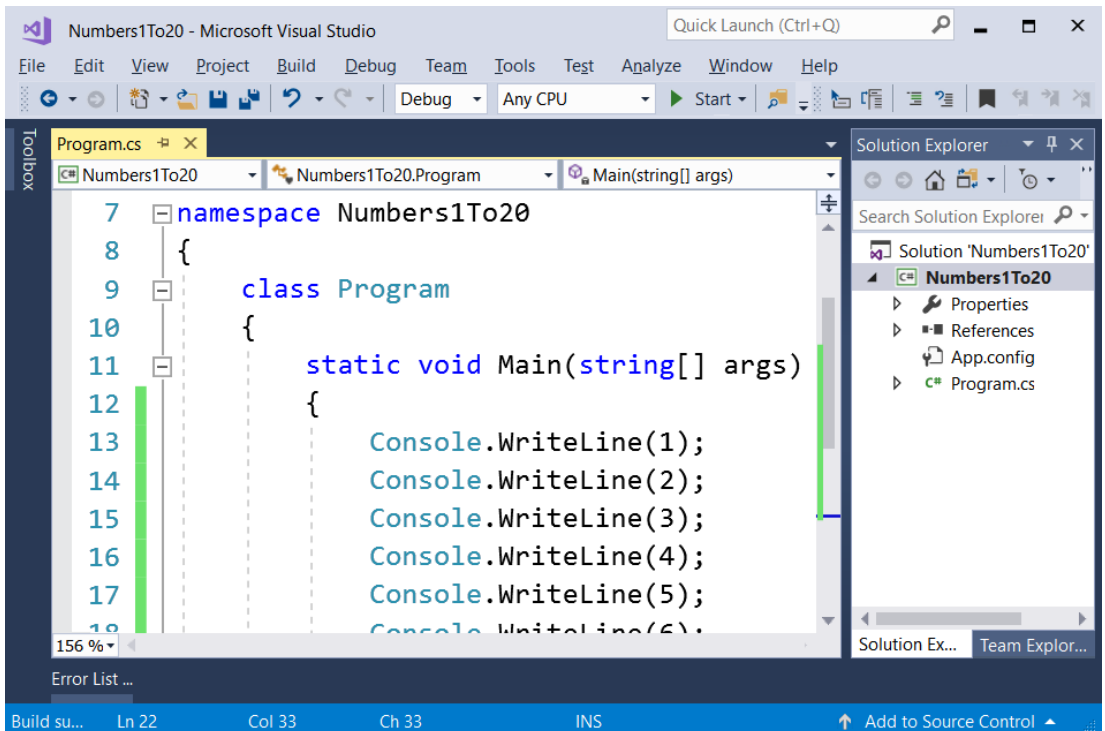 Numbers1To20 - Microsoft Visual Studio
Quick Launch (Ctrl+Q)
File Edit View Project Build Debug Team Tools Test Analyze Window Help
Debug Any CPU Start
Toolbox
Program.cs
C# Numbers1To20 Numbers1To20.Program Main(string[] args)
7 namespace Numbers1To20
8 {
9 class Program
10 {
11 static void Main(string[] args)
12 {
13 Console.WriteLine(1);
14 Console.WriteLine(2);
15 Console.WriteLine(3);
16 Console.WriteLine(4);
17 Console.WriteLine(5);
18 Console.WriteLine(6);
156 %
Solution Explorer
Search Solution Explorer
Solution 'Numbers1To20'
C# Numbers1To20
Properties
References
App.config
C# Program.cs
Solution Ex... Team Explor...
Error List ...
Build su... Ln 22 Col 33 Ch 33 INS Add to Source Control